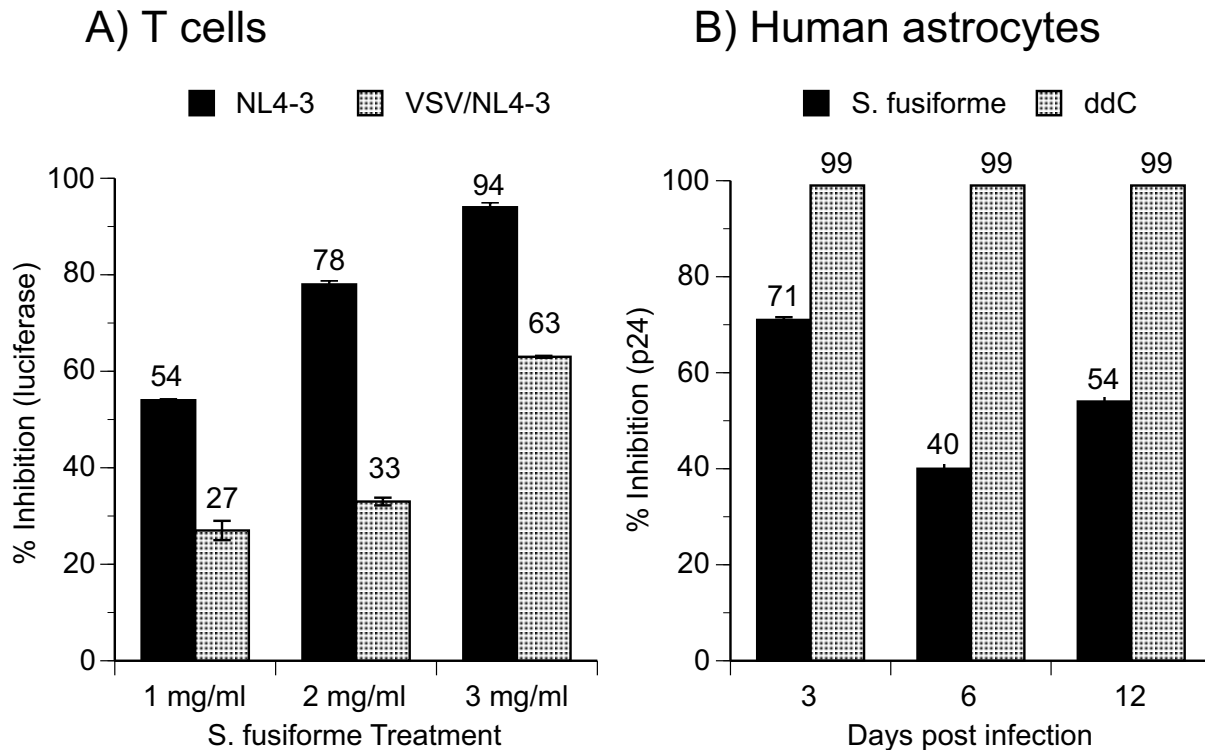 A) T cells
NL4-3 VSV/NL4-3
% Inhibition (luciferase)
100
80
60
40
20
0
54
27
78
33
94
63
1 mg/ml 2 mg/ml 3 mg/ml
S. fusiforme Treatment
B) Human astrocytes
S. fusiforme ddC
% Inhibition (p24)
100
80
60
40
20
0
71
99
40
99
54
99
3 6 12
Days post infection